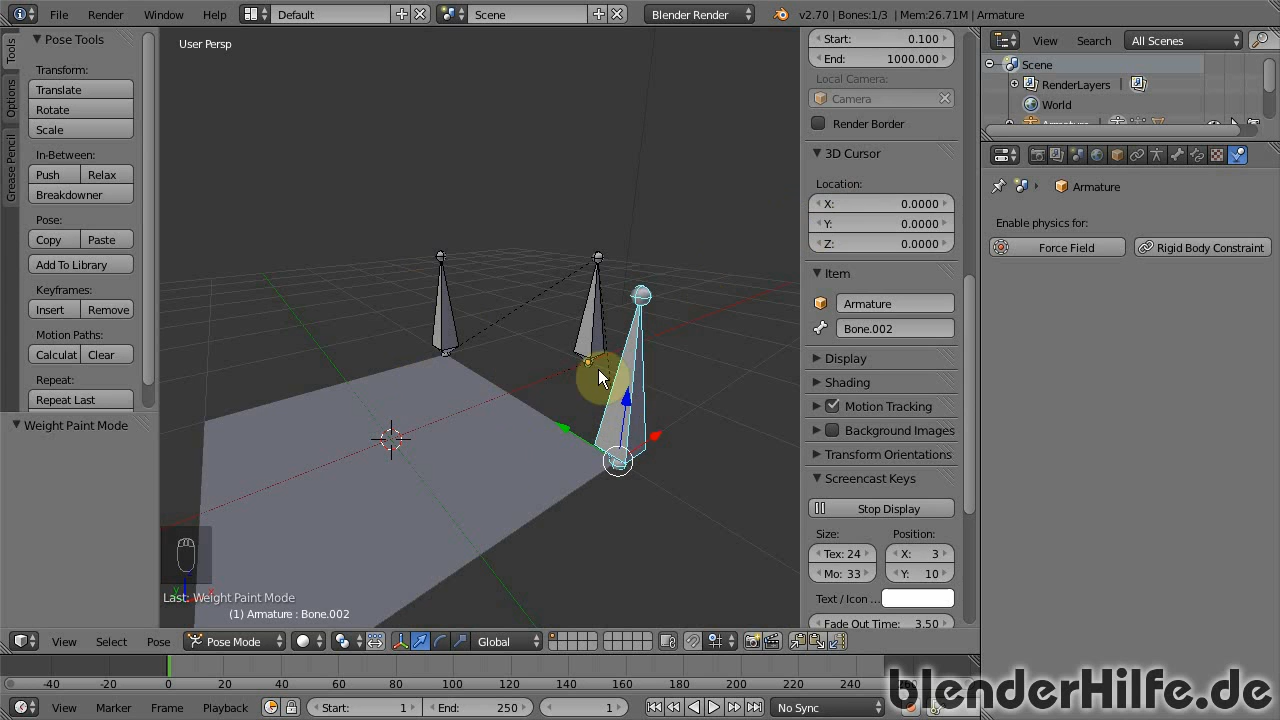 File Render Window Help Default Scene Blender Render v2.70 | Bones:1/3 | Mem:26.71M | Armature
Tools
Options
Grease Pencil
Pose Tools
Transform:
Translate
Rotate
Scale
In-Between:
Push Relax
Breakdowner
Pose:
Copy Paste
Add To Library
Keyframes:
Insert Remove
Motion Paths:
Calculat Clear
Repeat:
Repeat Last
Weight Paint Mode
User Persp
Last: Weight Paint Mode
(1) Armature : Bone.002
View Select Pose Pose Mode Global
Start: 0.100
End: 1000.000
Local Camera:
Camera
Render Border
3D Cursor
Location:
X: 0.0000
Y: 0.0000
Z: 0.0000
Item
Armature
Bone.002
Display
Shading
Motion Tracking
Background Images
Transform Orientations
Screencast Keys
Stop Display
Size: Position:
Tex: 24 X: 3
Mo: 33 Y: 10
Text / Icon ...
Fade Out Time: 3.50
View Search All Scenes
Scene
RenderLayers |
World
Armature
Armature
Enable physics for:
Force Field Rigid Body Constraint
-40 -20 0 20 40 60 80 100 120 140 160 180 200 220 240
View Marker Frame Playback Start: 1 End: 250 1 No Sync
blenderHilfe.de